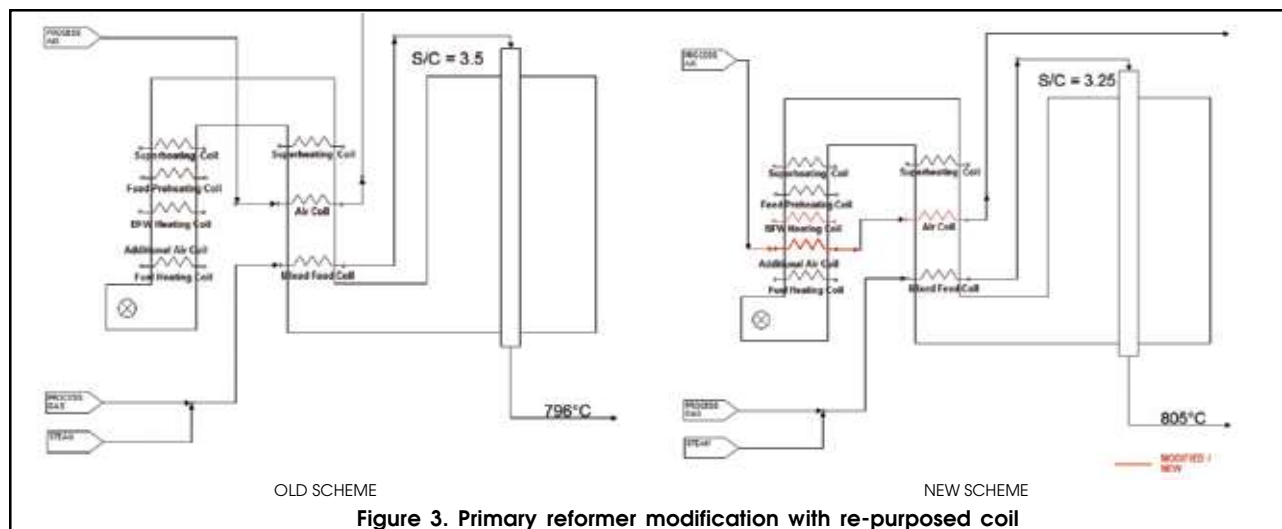 PROCESS
AIR
S/C = 3.5
Superheating Coil
Superheating Coil
Feed Preheating Coil
Air Coil
BFW Heating Coil
Additional Air Coil
Fuel Heating Coil
Mixed Feed Coil
PROCESS
GAS
STEAM
796°C
OLD SCHEME
PROCESS
AIR
S/C = 3.25
Superheating Coil
Superheating Coil
Feed Preheating Coil
BFW Heating Coil
Air Coil
Additional Air Coil
Fuel Heating Coil
Mixed Feed Coil
PROCESS
GAS
STEAM
805°C
MODIFIED /
NEW
NEW SCHEME
Figure 3. Primary reformer modification with re-purposed coil